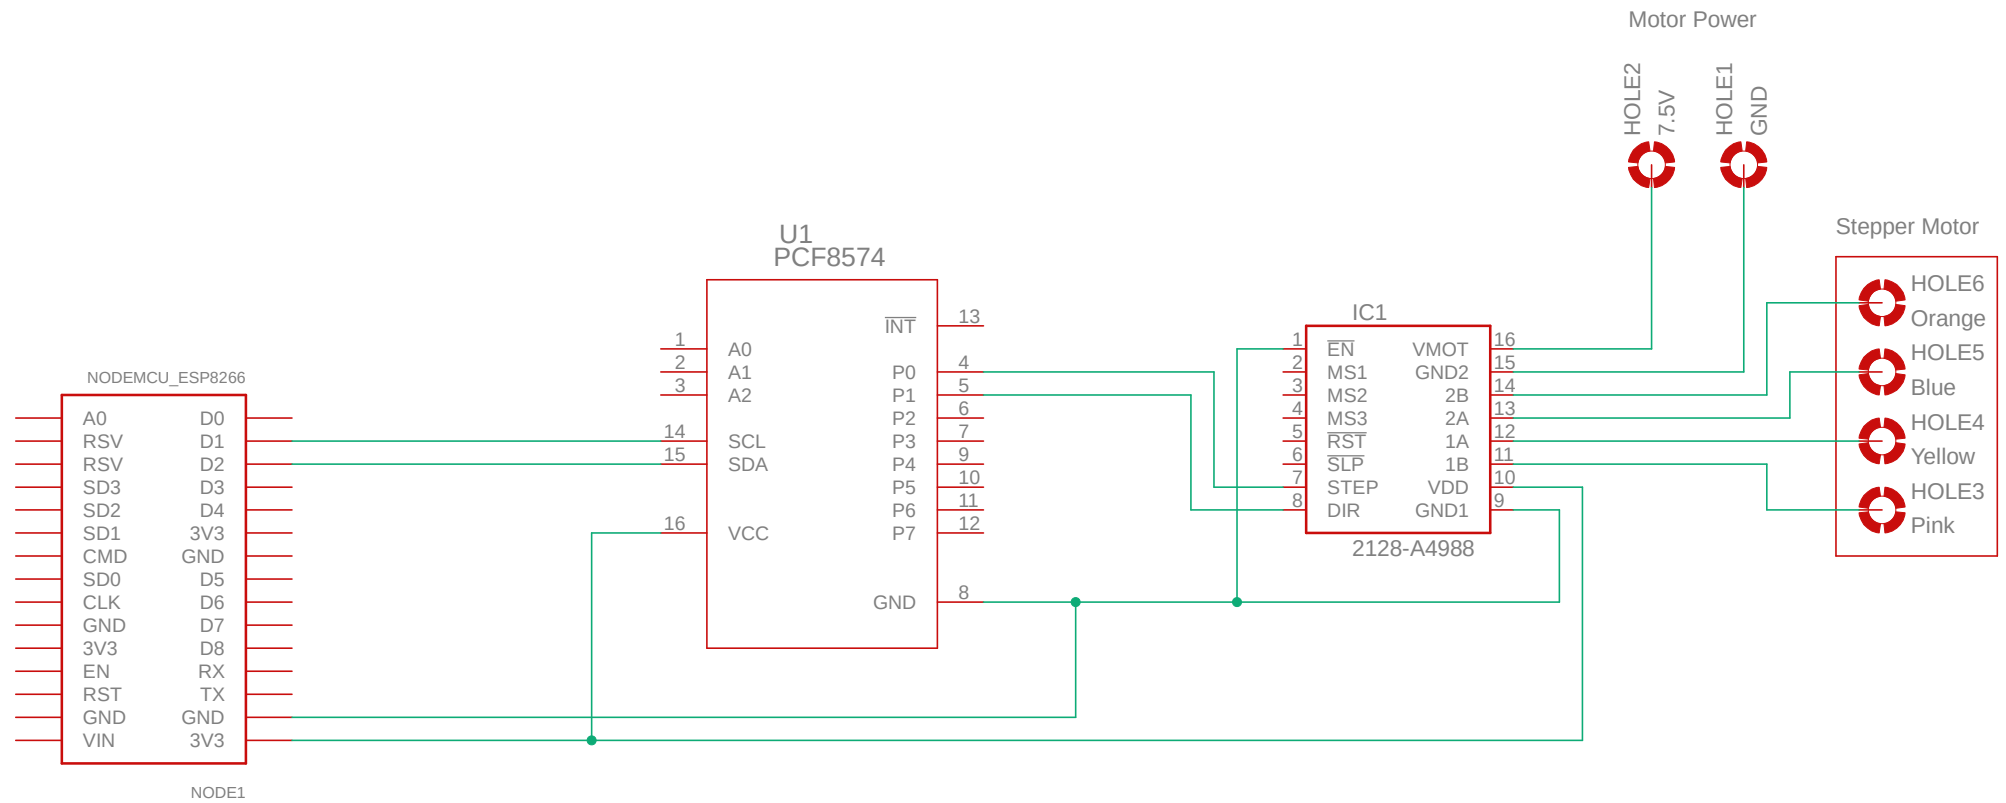 Motor Power
HOLE2
7.5V
HOLE1
GND
Stepper Motor
HOLE6
Orange
HOLE5
Blue
HOLE4
Yellow
HOLE3
Pink
U1
PCF8574
1 A0
2 A1
3 A2
14 SCL
15 SDA
16 VCC
INT 13
P0 4
P1 5
P2 6
P3 7
P4 9
P5 10
P6 11
P7 12
GND 8
IC1
1 EN VMOT 16
2 MS1 GND2 15
3 MS2 2B 14
4 MS3 2A 13
5 RST 1A 12
6 SLP 1B 11
7 STEP VDD 10
8 DIR GND1 9
2128-A4988
NODEMCU_ESP8266
A0 D0
RSV D1
RSV D2
SD3 D3
SD2 D4
SD1 3V3
CMD GND
SD0 D5
CLK D6
GND D7
3V3 D8
EN RX
RST TX
GND GND
VIN 3V3
NODE1